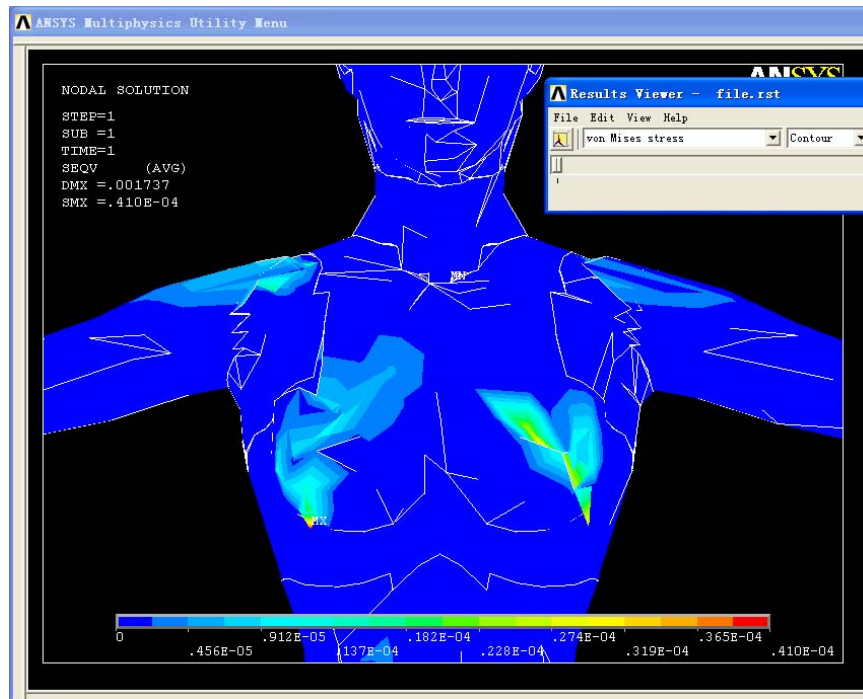 ANSYS Multiphysics Utility Menu
NODAL SOLUTION
STEP=1
SUB =1
TIME=1
SEQV (AVG)
DMX =.001737
SMX =.410E-04
ANSYS
Results Viewer - file.rst
File Edit View Help
von Mises stress Contour
MN
MX
0 .912E-05 .182E-04 .274E-04 .365E-04
.456E-05 .137E-04 .228E-04 .319E-04 .410E-04